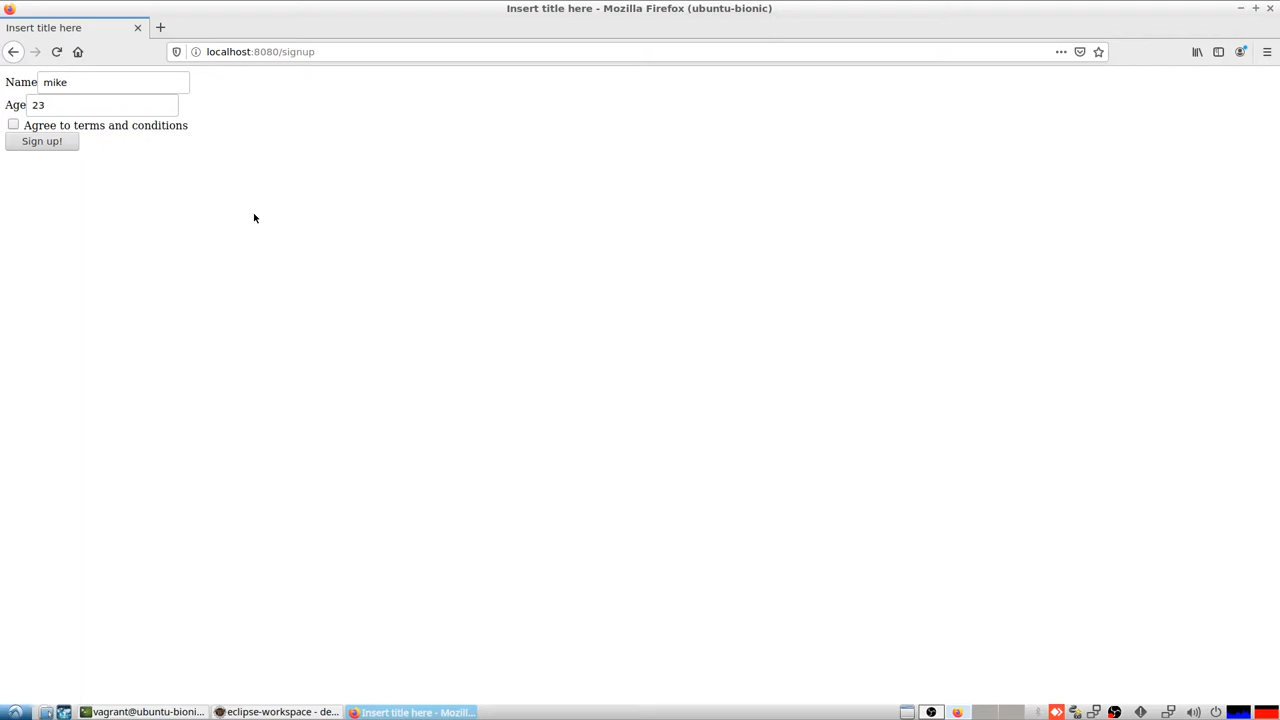 Insert title here - Mozilla Firefox (ubuntu-bionic)
Insert title here
localhost:8080/signup
Name mike
Age 23
Agree to terms and conditions
Sign up!
vagrant@ubuntu-bioni... eclipse-workspace - de... Insert title here - Mozill...